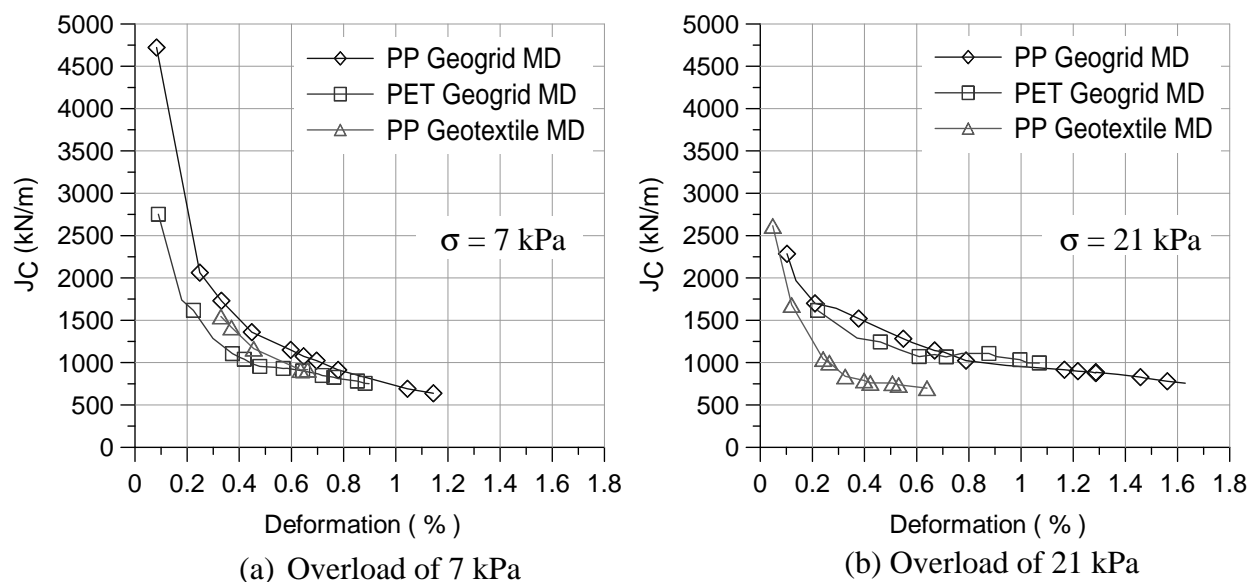 5000
4500
4000
3500
3000
2500
2000
1500
1000
500
0
JC (kN/m)
PP Geogrid MD
PET Geogrid MD
PP Geotextile MD
σ = 7 kPa
0 0.2 0.4 0.6 0.8 1 1.2 1.4 1.6 1.8
Deformation ( % )
(a) Overload of 7 kPa
5000
4500
4000
3500
3000
2500
2000
1500
1000
500
0
JC (kN/m)
PP Geogrid MD
PET Geogrid MD
PP Geotextile MD
σ = 21 kPa
0 0.2 0.4 0.6 0.8 1 1.2 1.4 1.6 1.8
Deformation ( % )
(b) Overload of 21 kPa